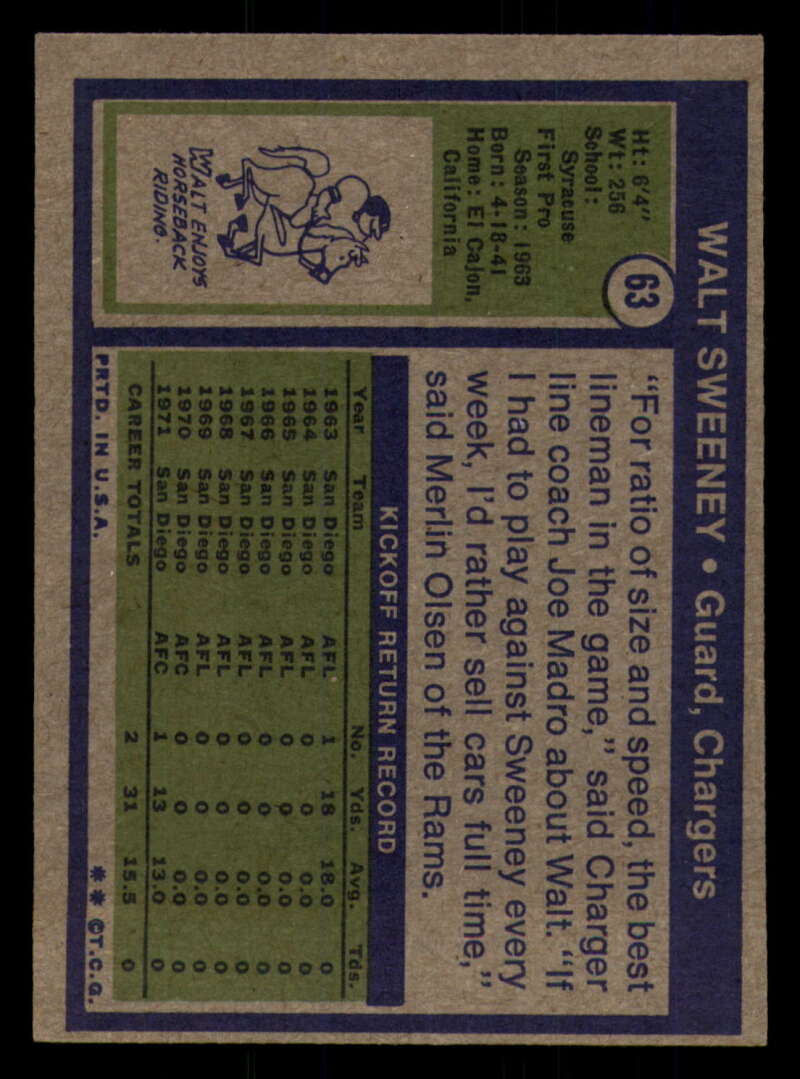 WALT SWEENEY • Guard, Chargers
63
Ht: 6'4"
Wt: 256
School:
Syracuse
First Pro
Season: 1963
Born: 4-18-41
Home: El Cajon,
California
WALT ENJOYS
HORSEBACK
RIDING.
"For ratio of size and speed, the best
lineman in the game," said Charger
line coach Joe Madro about Walt. "If
I had to play against Sweeney every
week, I'd rather sell cars full time,"
said Merlin Olsen of the Rams.
KICKOFF RETURN RECORD
Year Team No. Yds. Avg. Tds.
1963 San Diego AFL 1 18 18.0 0
1964 San Diego AFL 0 0 0.0 0
1965 San Diego AFL 0 0 0.0 0
1966 San Diego AFL 0 0 0.0 0
1967 San Diego AFL 0 0 0.0 0
1968 San Diego AFL 0 0 0.0 0
1969 San Diego AFL 0 0 0.0 0
1970 San Diego AFC 0 0 0.0 0
1971 San Diego AFC 1 13 13.0 0
CAREER TOTALS 2 31 15.5 0
PRTD. IN U.S.A. ** ©T.C.G.